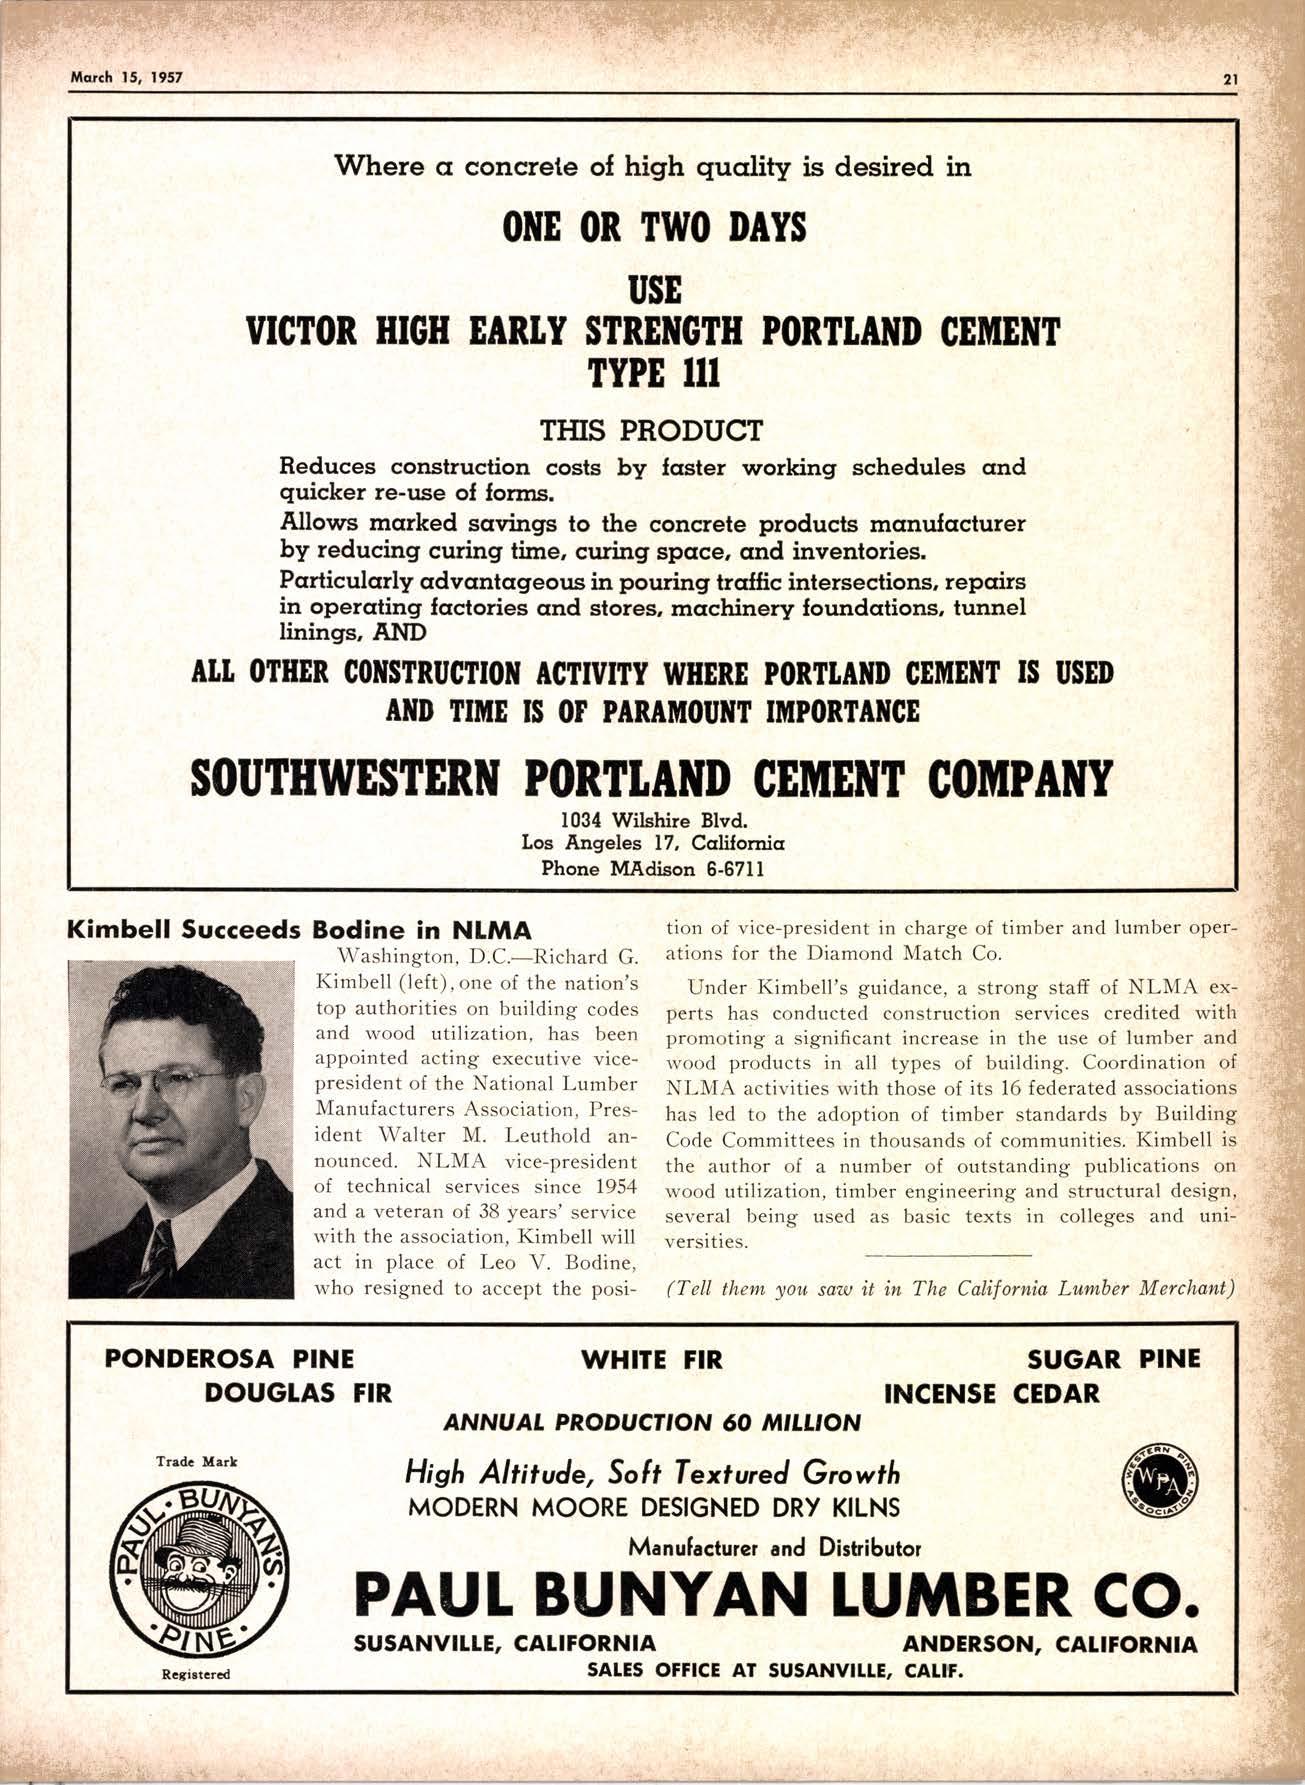 March 15, 1957
21
Where a concrete of high quality is desired in
ONE OR TWO DAYS
USE
VICTOR HIGH EARLY STRENGTH PORTLAND CEMENT
TYPE 111
THIS PRODUCT
Reduces construction costs by faster working schedules and
quicker re-use of forms.
Allows marked savings to the concrete products manufacturer
by reducing curing time, curing space, and inventories.
Particularly advantageous in pouring traffic intersections, repairs
in operating factories and stores, machinery foundations, tunnel
linings, AND
ALL OTHER CONSTRUCTION ACTIVITY WHERE PORTLAND CEMENT IS USED
AND TIME IS OF PARAMOUNT IMPORTANCE
SOUTHWESTERN PORTLAND CEMENT COMPANY
1034 Wilshire Blvd.
Los Angeles 17, California
Phone MAdison 6-6711
Kimbell Succeeds Bodine in NLMA
Washington, D.C.—Richard G.
Kimbell (left), one of the nation's
top authorities on building codes
and wood utilization, has been
appointed acting executive vice-
president of the National Lumber
Manufacturers Association, Pres-
ident Walter M. Leuthold an-
nounced. NLMA vice-president
of technical services since 1954
and a veteran of 38 years' service
with the association, Kimbell will
act in place of Leo V. Bodine,
who resigned to accept the posi-
tion of vice-president in charge of timber and lumber oper-
ations for the Diamond Match Co.
Under Kimbell's guidance, a strong staff of NLMA ex-
perts has conducted construction services credited with
promoting a significant increase in the use of lumber and
wood products in all types of building. Coordination of
NLMA activities with those of its 16 federated associations
has led to the adoption of timber standards by Building
Code Committees in thousands of communities. Kimbell is
the author of a number of outstanding publications on
wood utilization, timber engineering and structural design,
several being used as basic texts in colleges and uni-
versities.
(Tell them you saw it in The California Lumber Merchant)
PONDEROSA PINE WHITE FIR SUGAR PINE
DOUGLAS FIR INCENSE CEDAR
ANNUAL PRODUCTION 60 MILLION
Trade Mark
PAUL • BUNYAN'S
• PINE •
Registered
High Altitude, Soft Textured Growth
MODERN MOORE DESIGNED DRY KILNS
WESTERN PINE
WPA
ASSOCIATION
Manufacturer and Distributor
PAUL BUNYAN LUMBER CO.
SUSANVILLE, CALIFORNIA ANDERSON, CALIFORNIA
SALES OFFICE AT SUSANVILLE, CALIF.